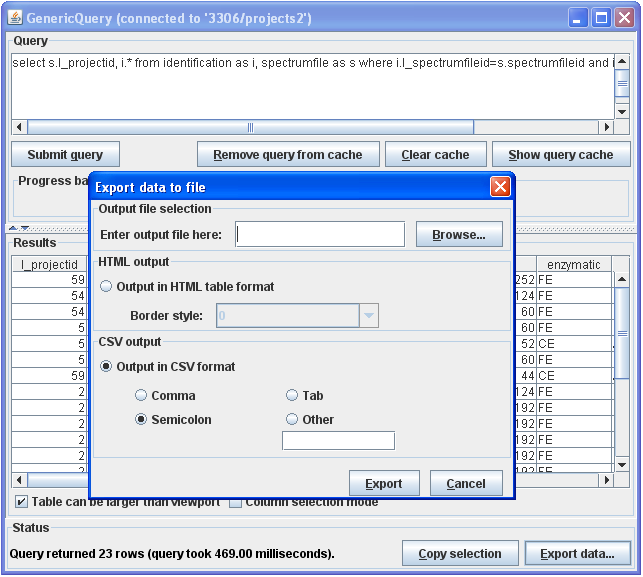 GenericQuery (connected to '3306/projects2')
Query
select s.l_projectid, i.* from identification as i, spectrumfile as s where i.l_spectrumfileid=s.spectrumfileid and i
Submit query Remove query from cache Clear cache Show query cache
Progress ba
Export data to file
Output file selection
Enter output file here: Browse...
HTML output
Output in HTML table format
Border style: 0
CSV output
Output in CSV format
Comma Tab
Semicolon Other
Export Cancel
Results
l_projectid enzymatic
59 252 FE
54 124 FE
54 60 FE
5 60 FE
5 52 CE
5 60 FE
59 44 CE
2 124 FE
2 192 FE
2 192 FE
2 192 FE
2 192 FE
2 192 FE
Table can be larger than viewport Column selection mode
Status
Query returned 23 rows (query took 469.00 milliseconds).
Copy selection Export data...